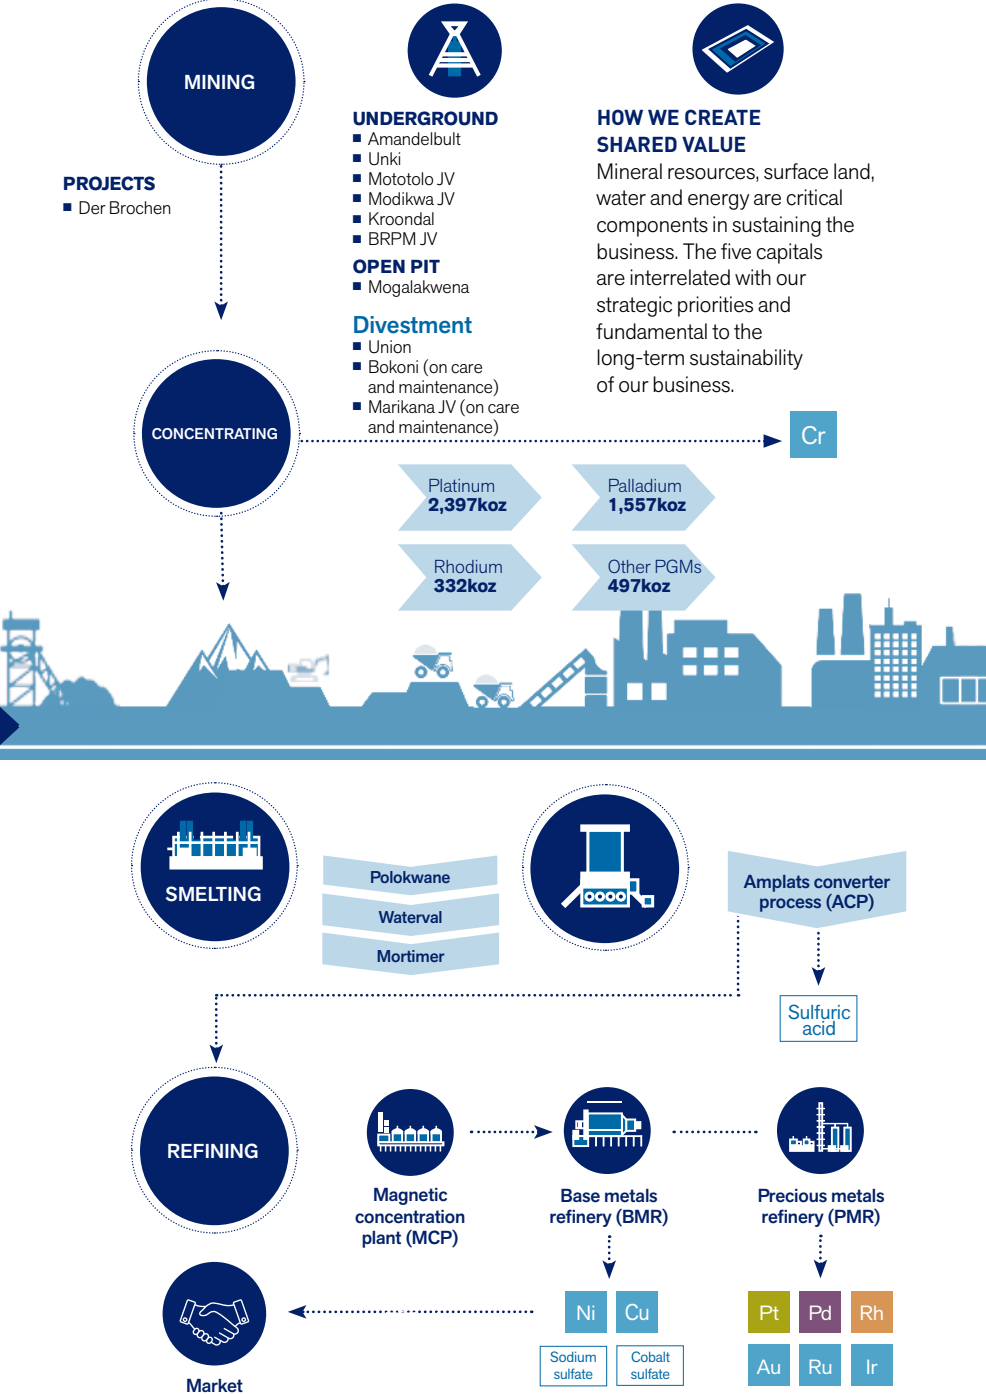 MINING
PROJECTS
Der Brochen
UNDERGROUND
Amandelbult
Unki
Mototolo JV
Modikwa JV
Kroondal
BRPM JV
OPEN PIT
Mogalakwena
Divestment
Union
Bokoni (on care
and maintenance)
Marikana JV (on care
and maintenance)
HOW WE CREATE
SHARED VALUE
Mineral resources, surface land,
water and energy are critical
components in sustaining the
business. The five capitals
are interrelated with our
strategic priorities and
fundamental to the
long-term sustainability
of our business.
CONCENTRATING
Cr
Platinum
2,397koz
Palladium
1,557koz
Rhodium
332koz
Other PGMs
497koz
SMELTING
Polokwane
Waterval
Mortimer
Amplats converter
process (ACP)
Sulfuric
acid
REFINING
Magnetic
concentration
plant (MCP)
Base metals
refinery (BMR)
Precious metals
refinery (PMR)
Ni
Cu
Sodium
sulfate
Cobalt
sulfate
Pt
Pd
Rh
Au
Ru
Ir
Market